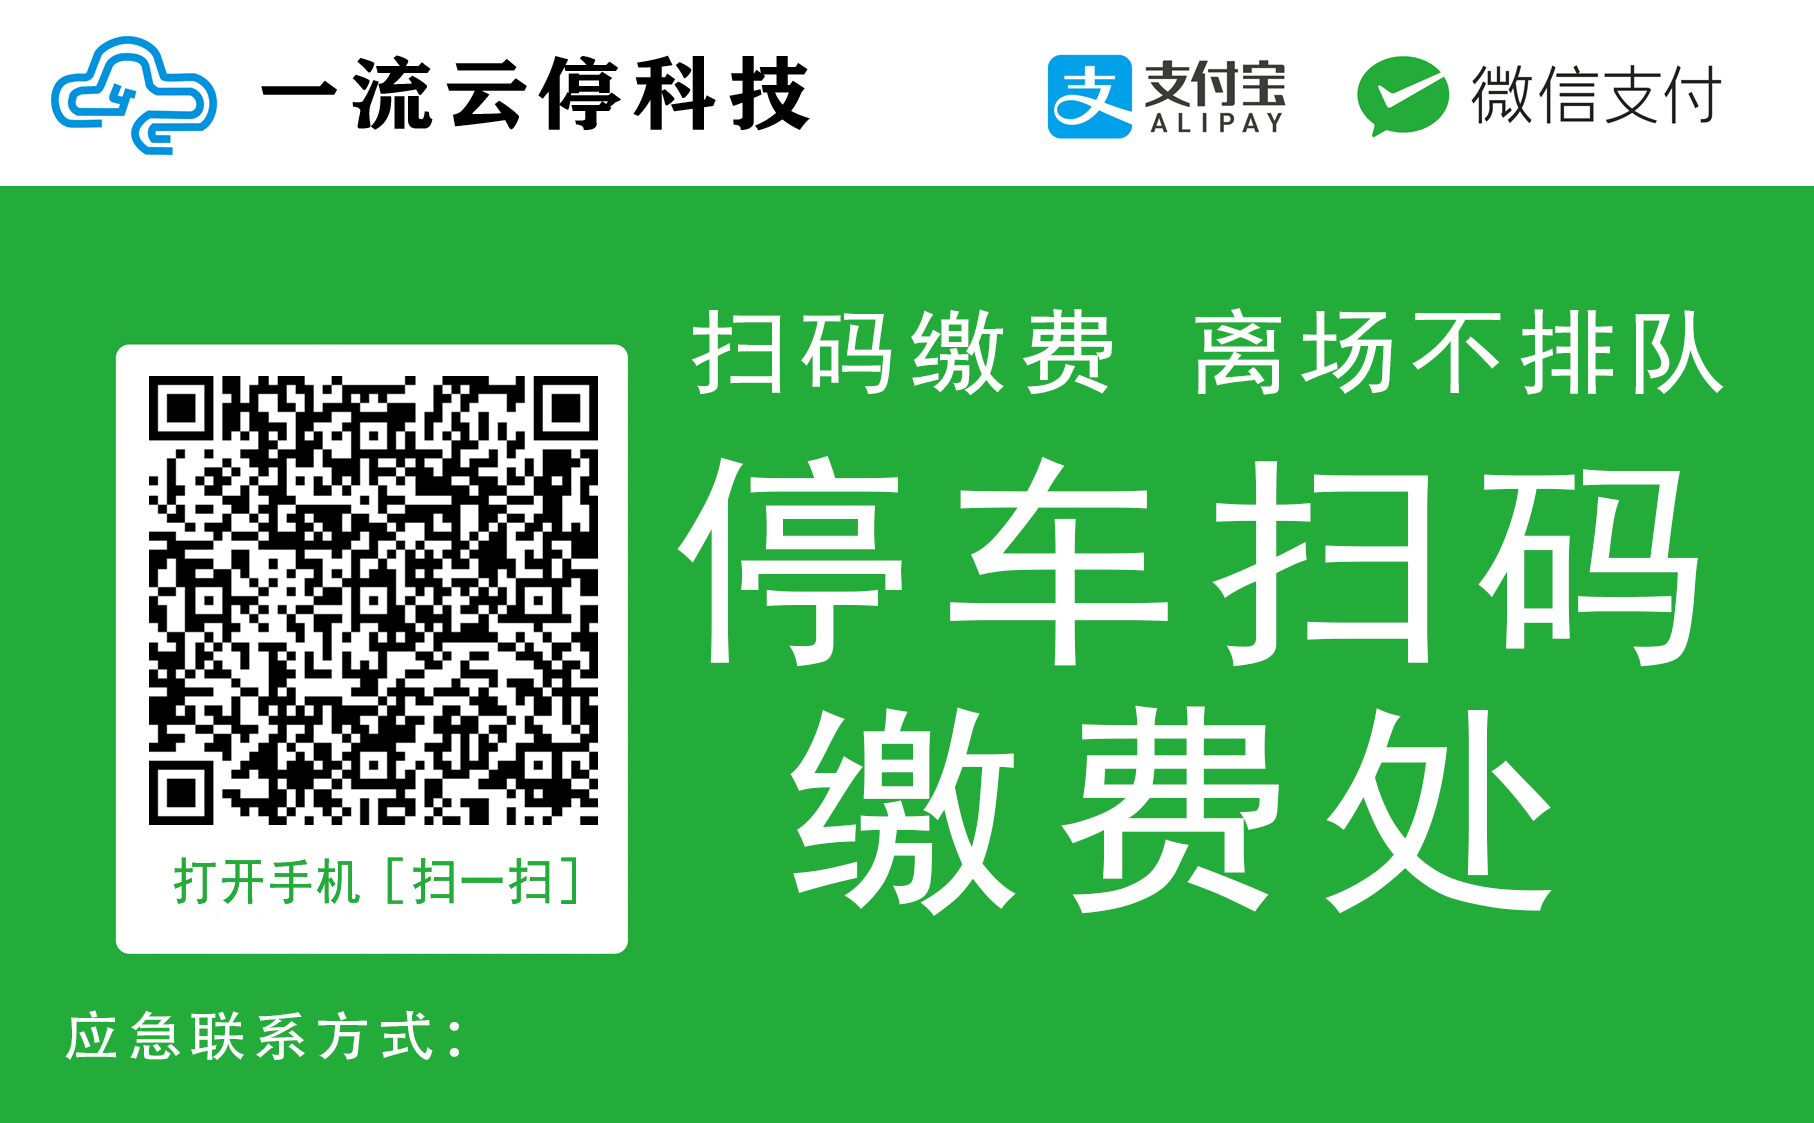 一流云停科技
支付宝
ALIPAY
微信支付
扫码缴费 离场不排队
停车扫码
缴费处
打开手机[扫一扫]
应急联系方式：